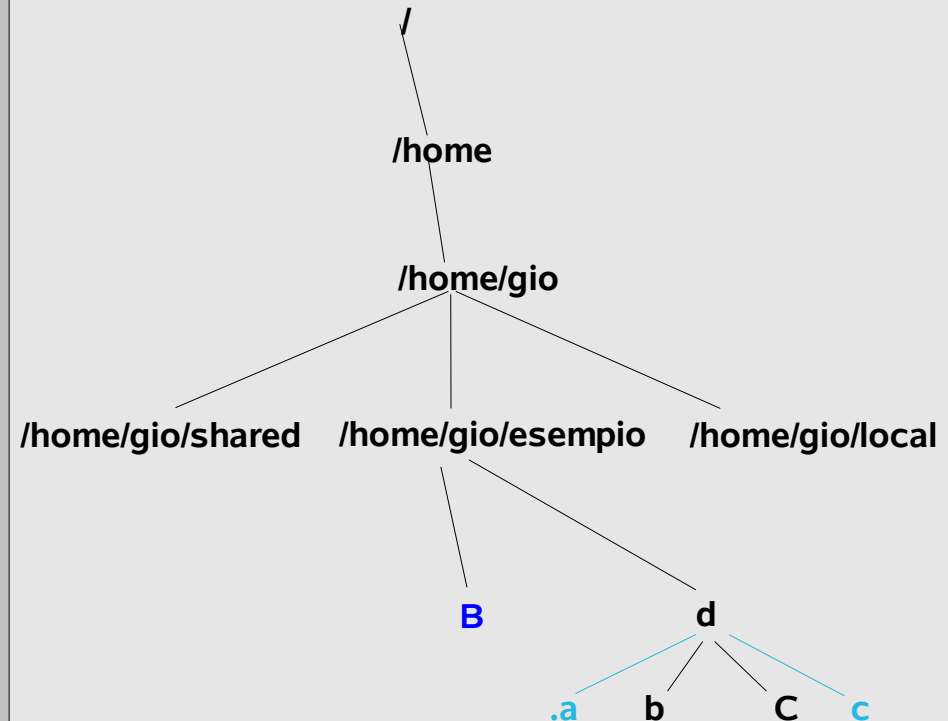 /
/home
/home/gio
/home/gio/shared /home/gio/esempio /home/gio/local
B d
.a b C c